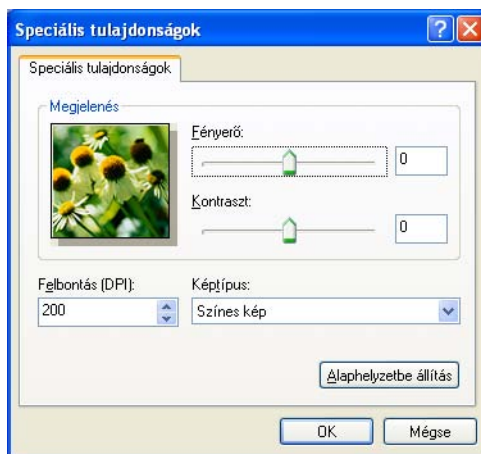 Speciális tulajdonságok
Speciális tulajdonságok
Megjelenés
Fényerő:
0
Kontraszt:
0
Felbontás (DPI):
Képtípus:
200
Színes kép
Alaphelyzetbe állítás
OK
Mégse